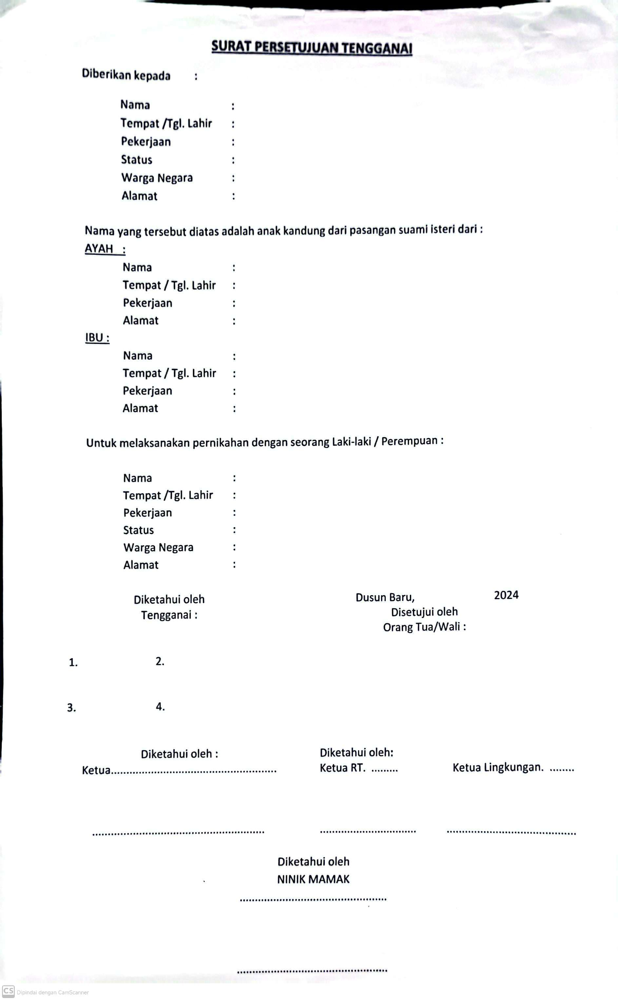 SURAT PERSETUJUAN TENGGANAI
Diberikan kepada :
Nama :
Tempat /Tgl. Lahir :
Pekerjaan :
Status :
Warga Negara :
Alamat :
Nama yang tersebut diatas adalah anak kandung dari pasangan suami isteri dari :
AYAH :
Nama :
Tempat / Tgl. Lahir :
Pekerjaan :
Alamat :
IBU :
Nama :
Tempat / Tgl. Lahir :
Pekerjaan :
Alamat :
Untuk melaksanakan pernikahan dengan seorang Laki-laki / Perempuan :
Nama :
Tempat /Tgl. Lahir :
Pekerjaan :
Status :
Warga Negara :
Alamat :
Diketahui oleh
Tengganai :
Dusun Baru, 2024
Disetujui oleh
Orang Tua/Wali :
1. 2.
3. 4.
Diketahui oleh : Diketahui oleh:
Ketua...................................................... Ketua RT. ......... Ketua Lingkungan. ........
........................................................ ............................... ..........................................
Diketahui oleh
NINIK MAMAK
................................................
.................................................
CS Dipindai dengan CamScanner